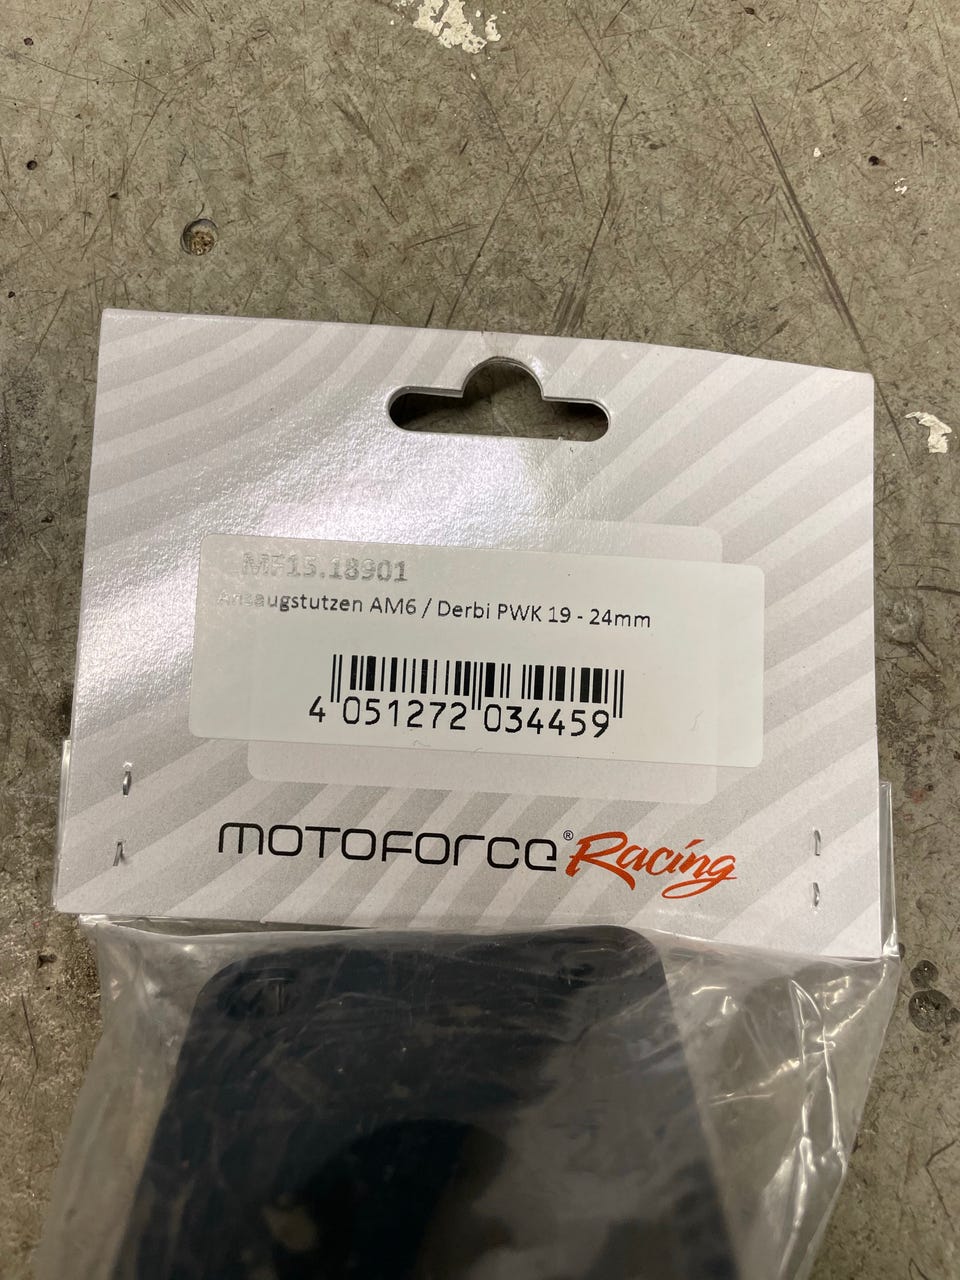 MF15.18901
Ansaugstutzen AM6 / Derbi PWK 19 - 24mm
4 051272 034459
MOTOFORCE® Racing